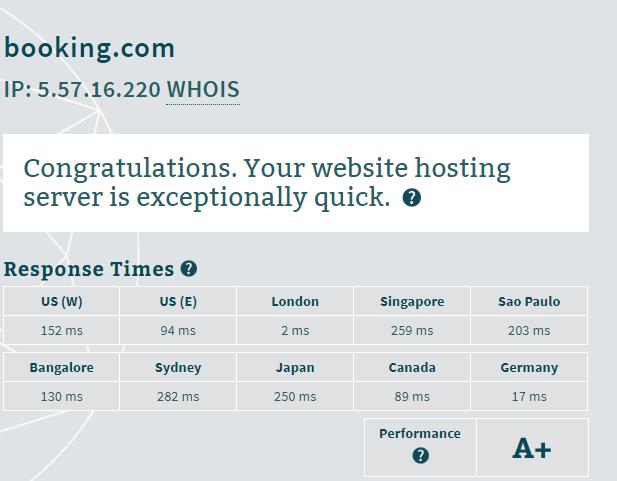 booking.com
IP: 5.57.16.220 WHOIS
Congratulations. Your website hosting
server is exceptionally quick. ?
Response Times ?
US (W) US (E) London Singapore Sao Paulo
152 ms 94 ms 2 ms 259 ms 203 ms
Bangalore Sydney Japan Canada Germany
130 ms 282 ms 250 ms 89 ms 17 ms
Performance
? A+